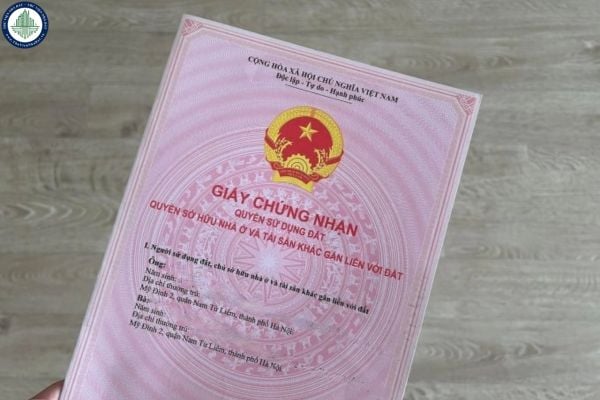 CỘNG HÒA XÃ HỘI CHỦ NGHĨA VIỆT NAM
Độc lập - Tự do - Hạnh phúc
GIẤY CHỨNG NHẬN
QUYỀN SỬ DỤNG ĐẤT
QUYỀN SỞ HỮU NHÀ Ở VÀ TÀI SẢN KHÁC GẮN LIỀN VỚI ĐẤT
I. Người sử dụng đất, chủ sở hữu nhà ở và tài sản khác gắn liền với đất
Ông:
Năm sinh:
Địa chỉ thường trú:
Mỹ Đình 2, quận Nam Từ Liêm, thành phố Hà Nội.
Bà:
Năm sinh:
Địa chỉ thường trú:
Mỹ Đình 2, quận Nam Từ Liêm, thành phố Hà Nội.